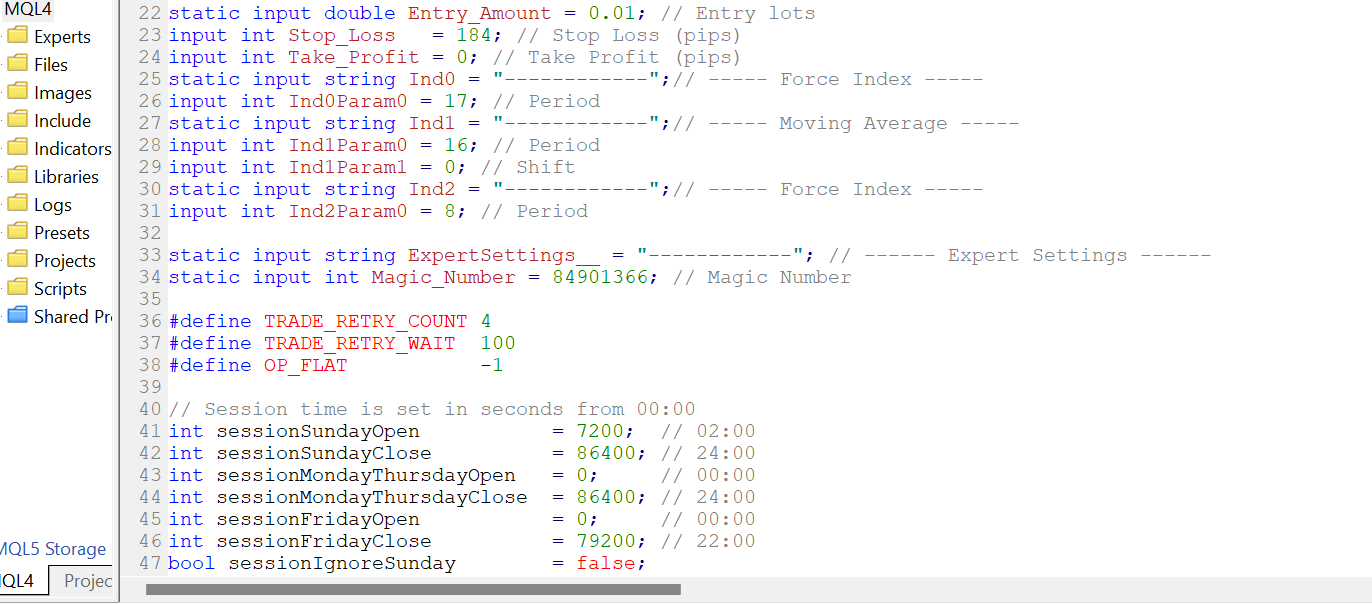 MQL4
Experts
Files
Images
Include
Indicators
Libraries
Logs
Presets
Projects
Scripts
Shared Pr
MQL5 Storage
QL4
Projec
22 static input double Entry_Amount = 0.01; // Entry lots
23 input int Stop_Loss   = 184; // Stop Loss (pips)
24 input int Take_Profit = 0; // Take Profit (pips)
25 static input string Ind0 = "------------";// ----- Force Index -----
26 input int Ind0Param0 = 17; // Period
27 static input string Ind1 = "------------";// ----- Moving Average -----
28 input int Ind1Param0 = 16; // Period
29 input int Ind1Param1 = 0; // Shift
30 static input string Ind2 = "------------";// ----- Force Index -----
31 input int Ind2Param0 = 8; // Period
32
33 static input string ExpertSettings__ = "------------"; // ------ Expert Settings ------
34 static input int Magic_Number = 84901366; // Magic Number
35
36 #define TRADE_RETRY_COUNT 4
37 #define TRADE_RETRY_WAIT  100
38 #define OP_FLAT           -1
39
40 // Session time is set in seconds from 00:00
41 int sessionSundayOpen           = 7200;  // 02:00
42 int sessionSundayClose          = 86400; // 24:00
43 int sessionMondayThursdayOpen   = 0;     // 00:00
44 int sessionMondayThursdayClose  = 86400; // 24:00
45 int sessionFridayOpen           = 0;     // 00:00
46 int sessionFridayClose          = 79200; // 22:00
47 bool sessionIgnoreSunday        = false;